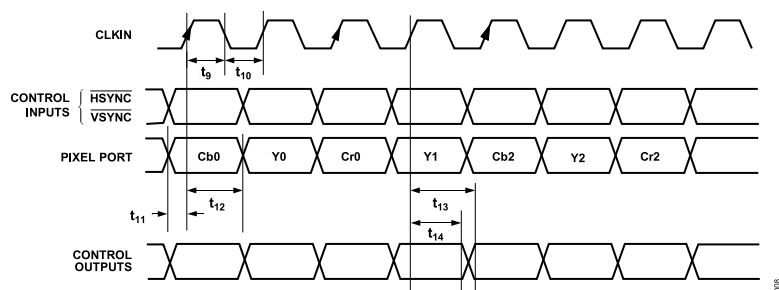 CLKIN
t9 t10
CONTROL INPUTS { HSYNC
VSYNC
PIXEL PORT Cb0 Y0 Cr0 Y1 Cb2 Y2 Cr2
t12 t13
t11
t14
CONTROL OUTPUTS